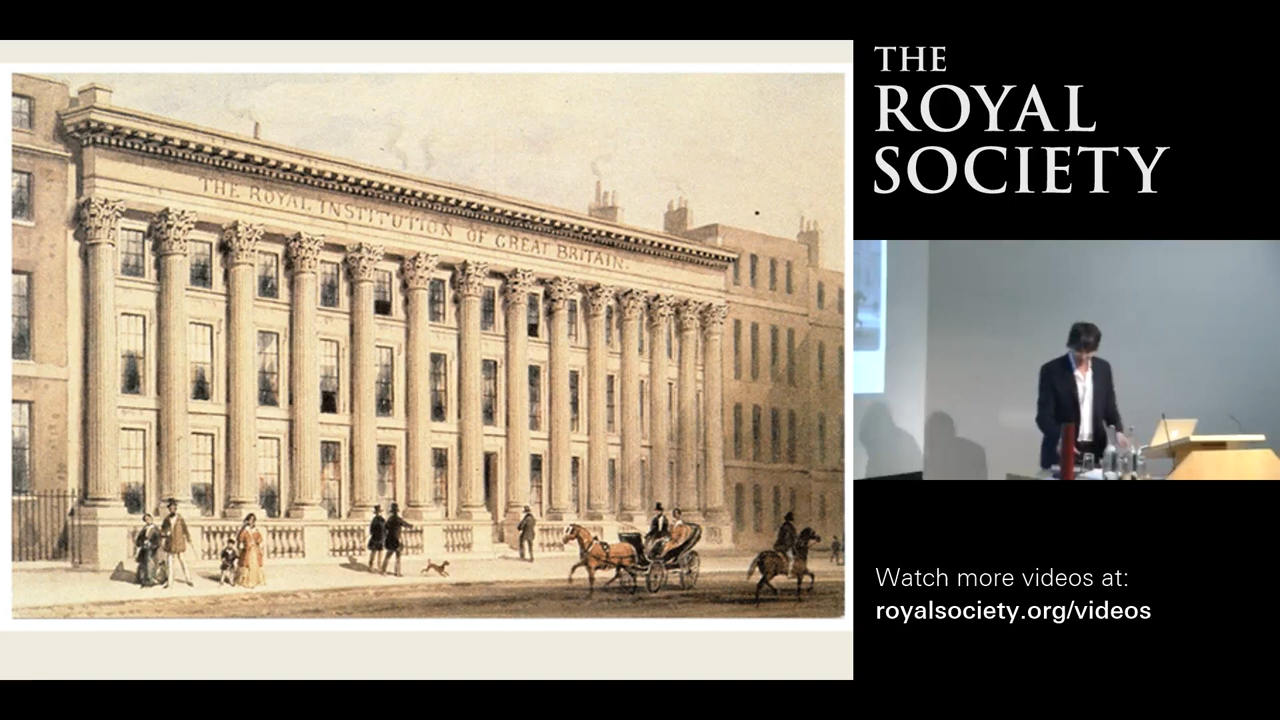 THE ROYAL INSTITUTION OF GREAT BRITAIN.
THE
ROYAL
SOCIETY
Watch more videos at:
royalsociety.org/videos